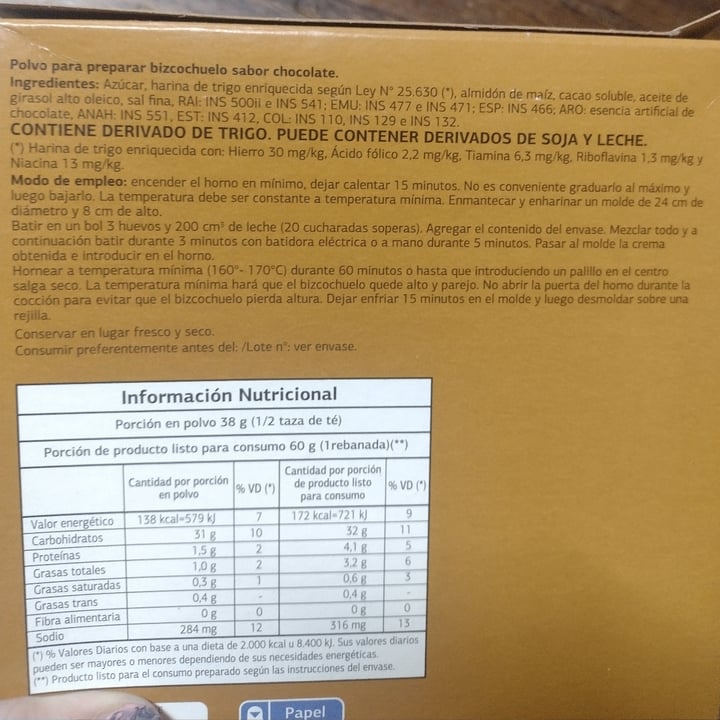 Polvo para preparar bizcochuelo sabor chocolate.
Ingredientes: Azúcar, harina de trigo enriquecida según Ley N° 25.630 (*), almidón de maíz, cacao soluble, aceite de
girasol alto oleico, sal fina, RAI: INS 500ii e INS 541; EMU: INS 477 e INS 471; ESP: INS 466; ARO: esencia artificial de
chocolate, ANAH: INS 551, EST: INS 412, COL: INS 110, INS 129 e INS 132.
CONTIENE DERIVADO DE TRIGO. PUEDE CONTENER DERIVADOS DE SOJA Y LECHE.
(*) Harina de trigo enriquecida con: Hierro 30 mg/kg, Ácido fólico 2,2 mg/kg, Tiamina 6,3 mg/kg, Riboflavina 1,3 mg/kg y
Niacina 13 mg/kg.
Modo de empleo: encender el horno en mínimo, dejar calentar 15 minutos. No es conveniente graduarlo al máximo y
luego bajarlo. La temperatura debe ser constante a temperatura mínima. Enmantecar y enharinar un molde de 24 cm de
diámetro y 8 cm de alto.
Batir en un bol 3 huevos y 200 cm³ de leche (20 cucharadas soperas). Agregar el contenido del envase. Mezclar todo y a
continuación batir durante 3 minutos con batidora eléctrica o a mano durante 5 minutos. Pasar al molde la crema
obtenida e introducir en el horno.
Hornear a temperatura mínima (160°- 170°C) durante 60 minutos o hasta que introduciendo un palillo en el centro
salga seco. La temperatura mínima hará que el bizcochuelo quede alto y parejo. No abrir la puerta del horno durante la
cocción para evitar que el bizcochuelo pierda altura. Dejar enfriar 15 minutos en el molde y luego desmoldar sobre una
rejilla.
Conservar en lugar fresco y seco.
Consumir preferentemente antes del: /Lote n°: ver envase.
Información Nutricional
Porción en polvo 38 g (1/2 taza de té)
Porción de producto listo para consumo 60 g (1rebanada)(**)
Cantidad por porción en polvo % VD (*) Cantidad por porción de producto listo para consumo % VD (*)
Valor energético 138 kcal=579 kJ 7 172 kcal=721 kJ 9
Carbohidratos 31 g 10 32 g 11
Proteínas 1,5 g 2 4,1 g 5
Grasas totales 1,0 g 2 3,2 g 6
Grasas saturadas 0,3 g 1 0,6 g 3
Grasas trans 0,4 g - 0,4 g -
Fibra alimentaria 0 g 0 0 g 0
Sodio 284 mg 12 316 mg 13
(*) % Valores Diarios con base a una dieta de 2.000 kcal u 8.400 kJ. Sus valores diarios
pueden ser mayores o menores dependiendo de sus necesidades energéticas.
(**) Producto listo para el consumo preparado según las instrucciones del envase.
Papel